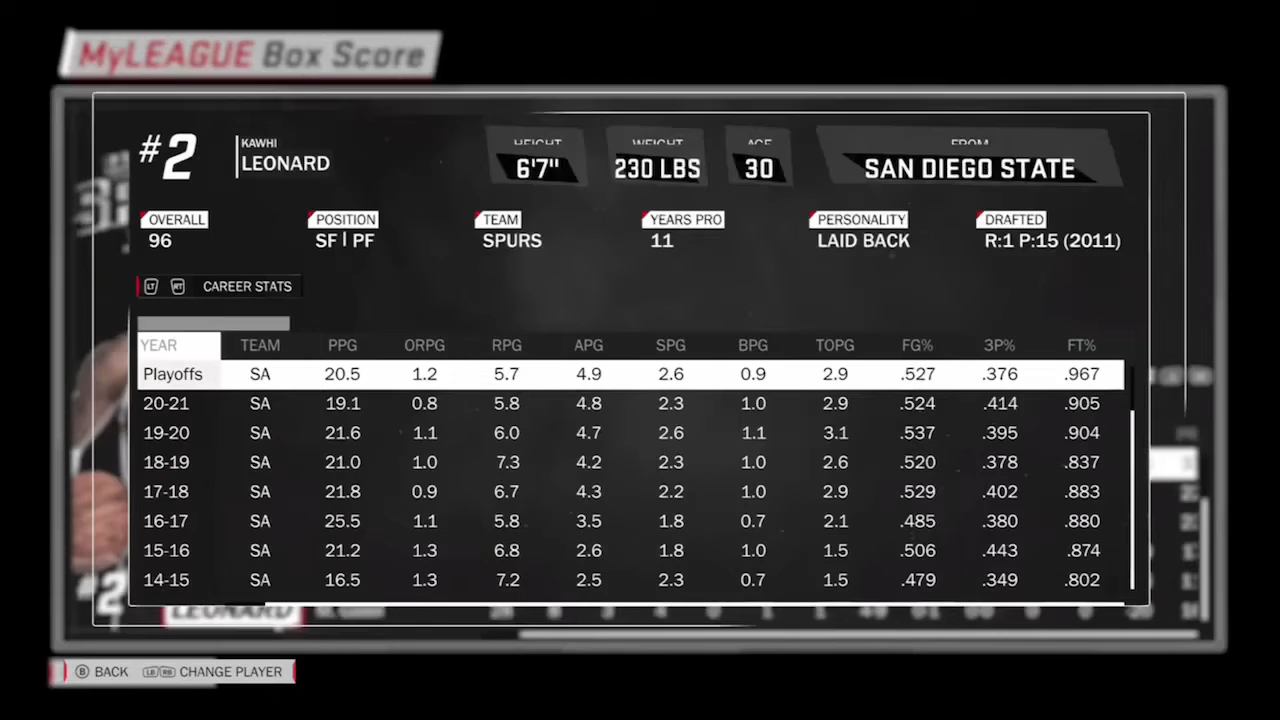 MyLEAGUE Box Score
#2 KAWHI LEONARD
HEIGHT WEIGHT AGE FROM
6'7" 230 LBS 30 SAN DIEGO STATE
OVERALL POSITION TEAM YEARS PRO PERSONALITY DRAFTED
96 SF | PF SPURS 11 LAID BACK R:1 P:15 (2011)
LT RT CAREER STATS
YEAR TEAM PPG ORPG RPG APG SPG BPG TOPG FG% 3P% FT%
Playoffs SA 20.5 1.2 5.7 4.9 2.6 0.9 2.9 .527 .376 .967
20-21 SA 19.1 0.8 5.8 4.8 2.3 1.0 2.9 .524 .414 .905
19-20 SA 21.6 1.1 6.0 4.7 2.6 1.1 3.1 .537 .395 .904
18-19 SA 21.0 1.0 7.3 4.2 2.3 1.0 2.6 .520 .378 .837
17-18 SA 21.8 0.9 6.7 4.3 2.2 1.0 2.9 .529 .402 .883
16-17 SA 25.5 1.1 5.8 3.5 1.8 0.7 2.1 .485 .380 .880
15-16 SA 21.2 1.3 6.8 2.6 1.8 1.0 1.5 .506 .443 .874
14-15 SA 16.5 1.3 7.2 2.5 2.3 0.7 1.5 .479 .349 .802
#2 LEONARD
B BACK LB RB CHANGE PLAYER